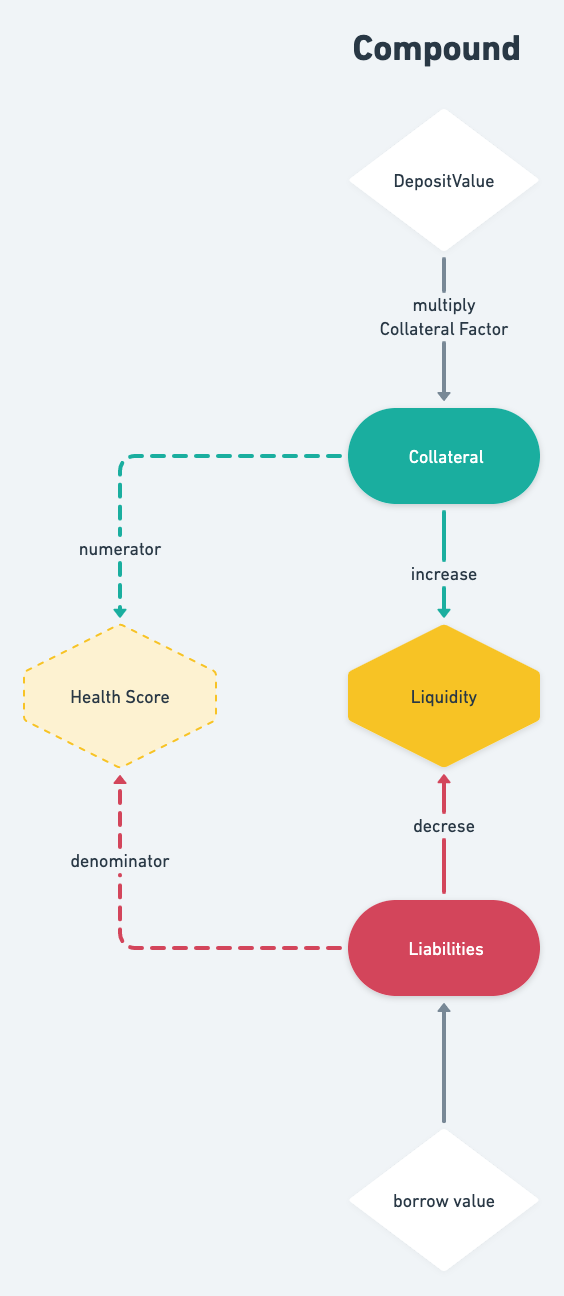 Compound
DepositValue
multiply
Collateral Factor
Collateral
numerator
increase
Health Score
Liquidity
decrese
denominator
Liabilities
borrow value